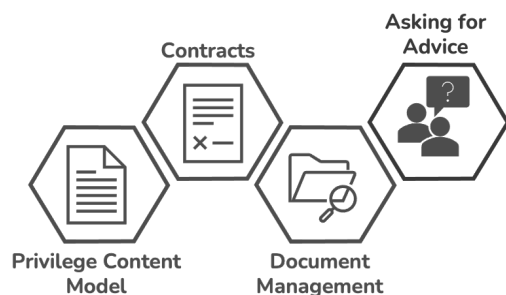 Asking for
Advice
Contracts
?
Privilege Content
Model
Document
Management